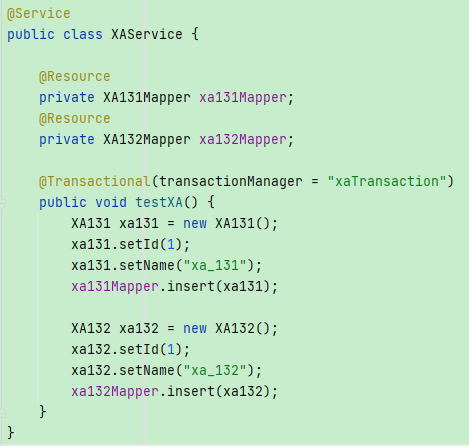 @Service
public class XAService {
@Resource
private XA131Mapper xa131Mapper;
@Resource
private XA132Mapper xa132Mapper;
@Transactional(transactionManager = "xaTransaction")
public void testXA() {
XA131 xa131 = new XA131();
xa131.setId(1);
xa131.setName("xa_131");
xa131Mapper.insert(xa131);
XA132 xa132 = new XA132();
xa132.setId(1);
xa132.setName("xa_132");
xa132Mapper.insert(xa132);
}
}